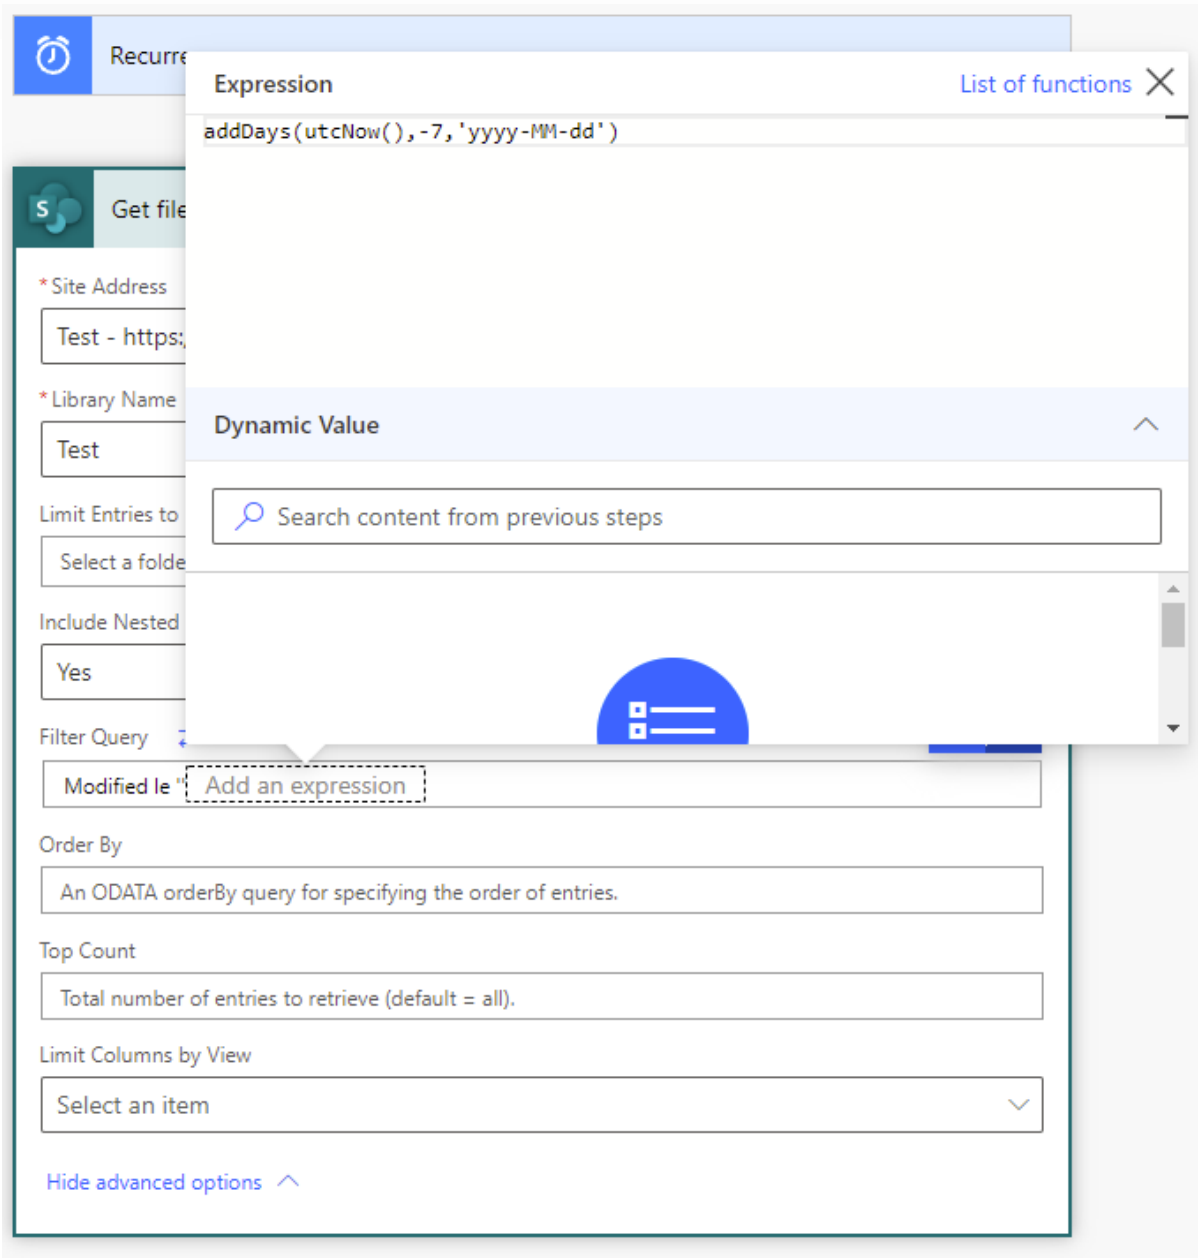 Recurre
Expression
List of functions
addDays(utcNow(),-7,'yyyy-MM-dd')
S
Get file
* Site Address
Test - https:/
* Library Name
Test
Dynamic Value
Search content from previous steps
Limit Entries to
Select a folde
Include Nested
Yes
Filter Query
Modified le '
Add an expression
Order By
An ODATA orderBy query for specifying the order of entries.
Top Count
Total number of entries to retrieve (default = all).
Limit Columns by View
Select an item
Hide advanced options